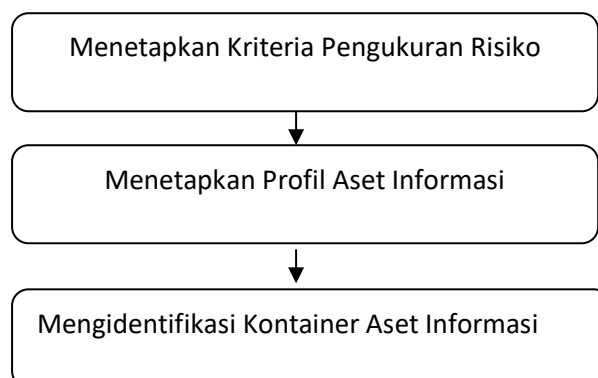 Menetapkan Kriteria Pengukuran Risiko
Menetapkan Profil Aset Informasi
Mengidentifikasi Kontainer Aset Informasi